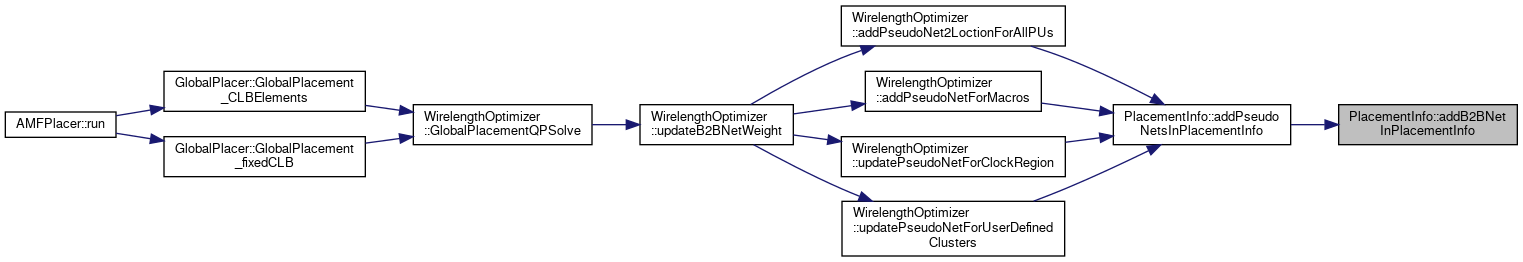 AMFPlacer::run
GlobalPlacer::GlobalPlacement
_CLBElements
GlobalPlacer::GlobalPlacement
_fixedCLB
WirelengthOptimizer
::GlobalPlacementQPSolve
WirelengthOptimizer
::updateB2BNetWeight
WirelengthOptimizer
::addPseudoNet2LoctionForAllPUs
WirelengthOptimizer
::addPseudoNetForMacros
WirelengthOptimizer
::updatePseudoNetForClockRegion
WirelengthOptimizer
::updatePseudoNetForUserDefined
Clusters
PlacementInfo::addPseudo
NetsInPlacementInfo
PlacementInfo::addB2BNet
InPlacementInfo